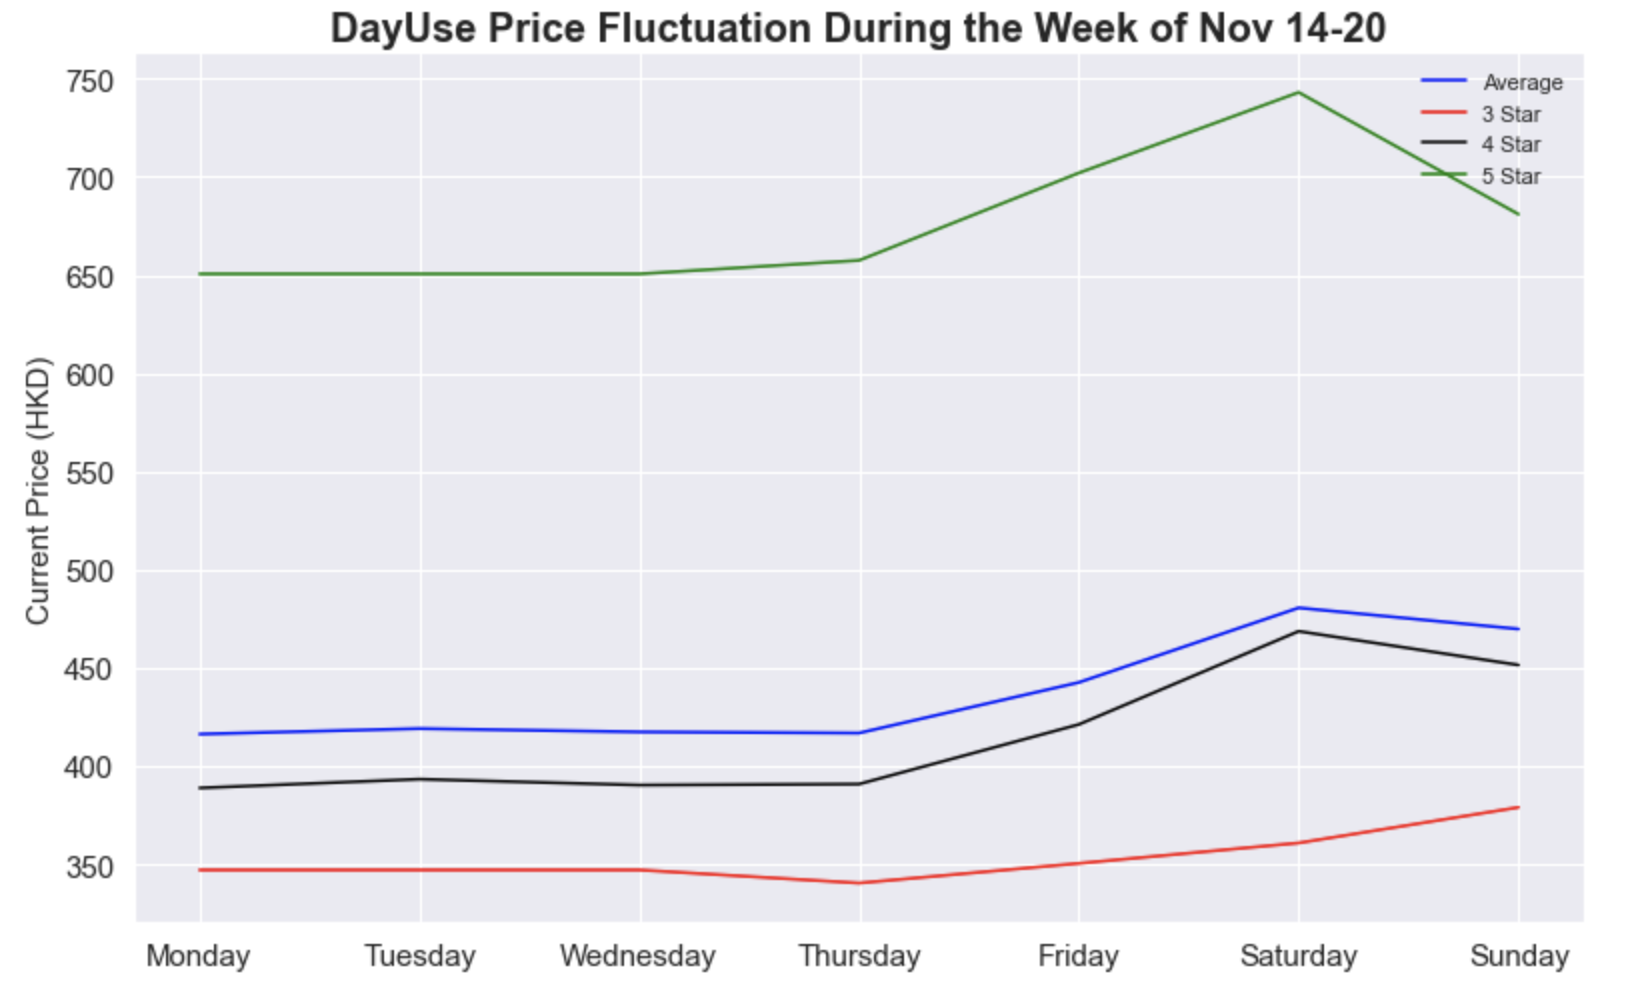 DayUse Price Fluctuation During the Week of Nov 14-20
Current Price (HKD)
750
700
650
600
550
500
450
400
350
Average
3 Star
4 Star
5 Star
Monday Tuesday Wednesday Thursday Friday Saturday Sunday